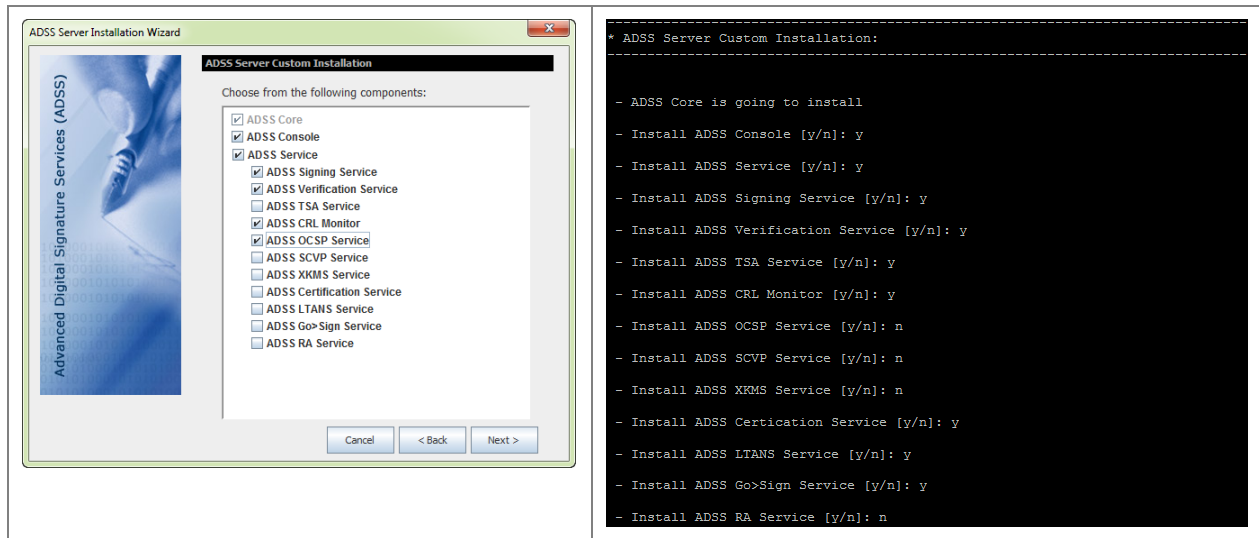 ADSS Server Installation Wizard
Advanced Digital Signature Services (ADSS)
ADSS Server Custom Installation
Choose from the following components:
ADSS Core
ADSS Console
ADSS Service
ADSS Signing Service
ADSS Verification Service
ADSS TSA Service
ADSS CRL Monitor
ADSS OCSP Service
ADSS SCVP Service
ADSS XKMS Service
ADSS Certification Service
ADSS LTANS Service
ADSS Go>Sign Service
ADSS RA Service
Cancel
< Back
Next >
* ADSS Server Custom Installation:
- ADSS Core is going to install
- Install ADSS Console [y/n]: y
- Install ADSS Service [y/n]: y
- Install ADSS Signing Service [y/n]: y
- Install ADSS Verification Service [y/n]: y
- Install ADSS TSA Service [y/n]: y
- Install ADSS CRL Monitor [y/n]: y
- Install ADSS OCSP Service [y/n]: n
- Install ADSS SCVP Service [y/n]: n
- Install ADSS XKMS Service [y/n]: n
- Install ADSS Certication Service [y/n]: y
- Install ADSS LTANS Service [y/n]: y
- Install ADSS Go>Sign Service [y/n]: y
- Install ADSS RA Service [y/n]: n